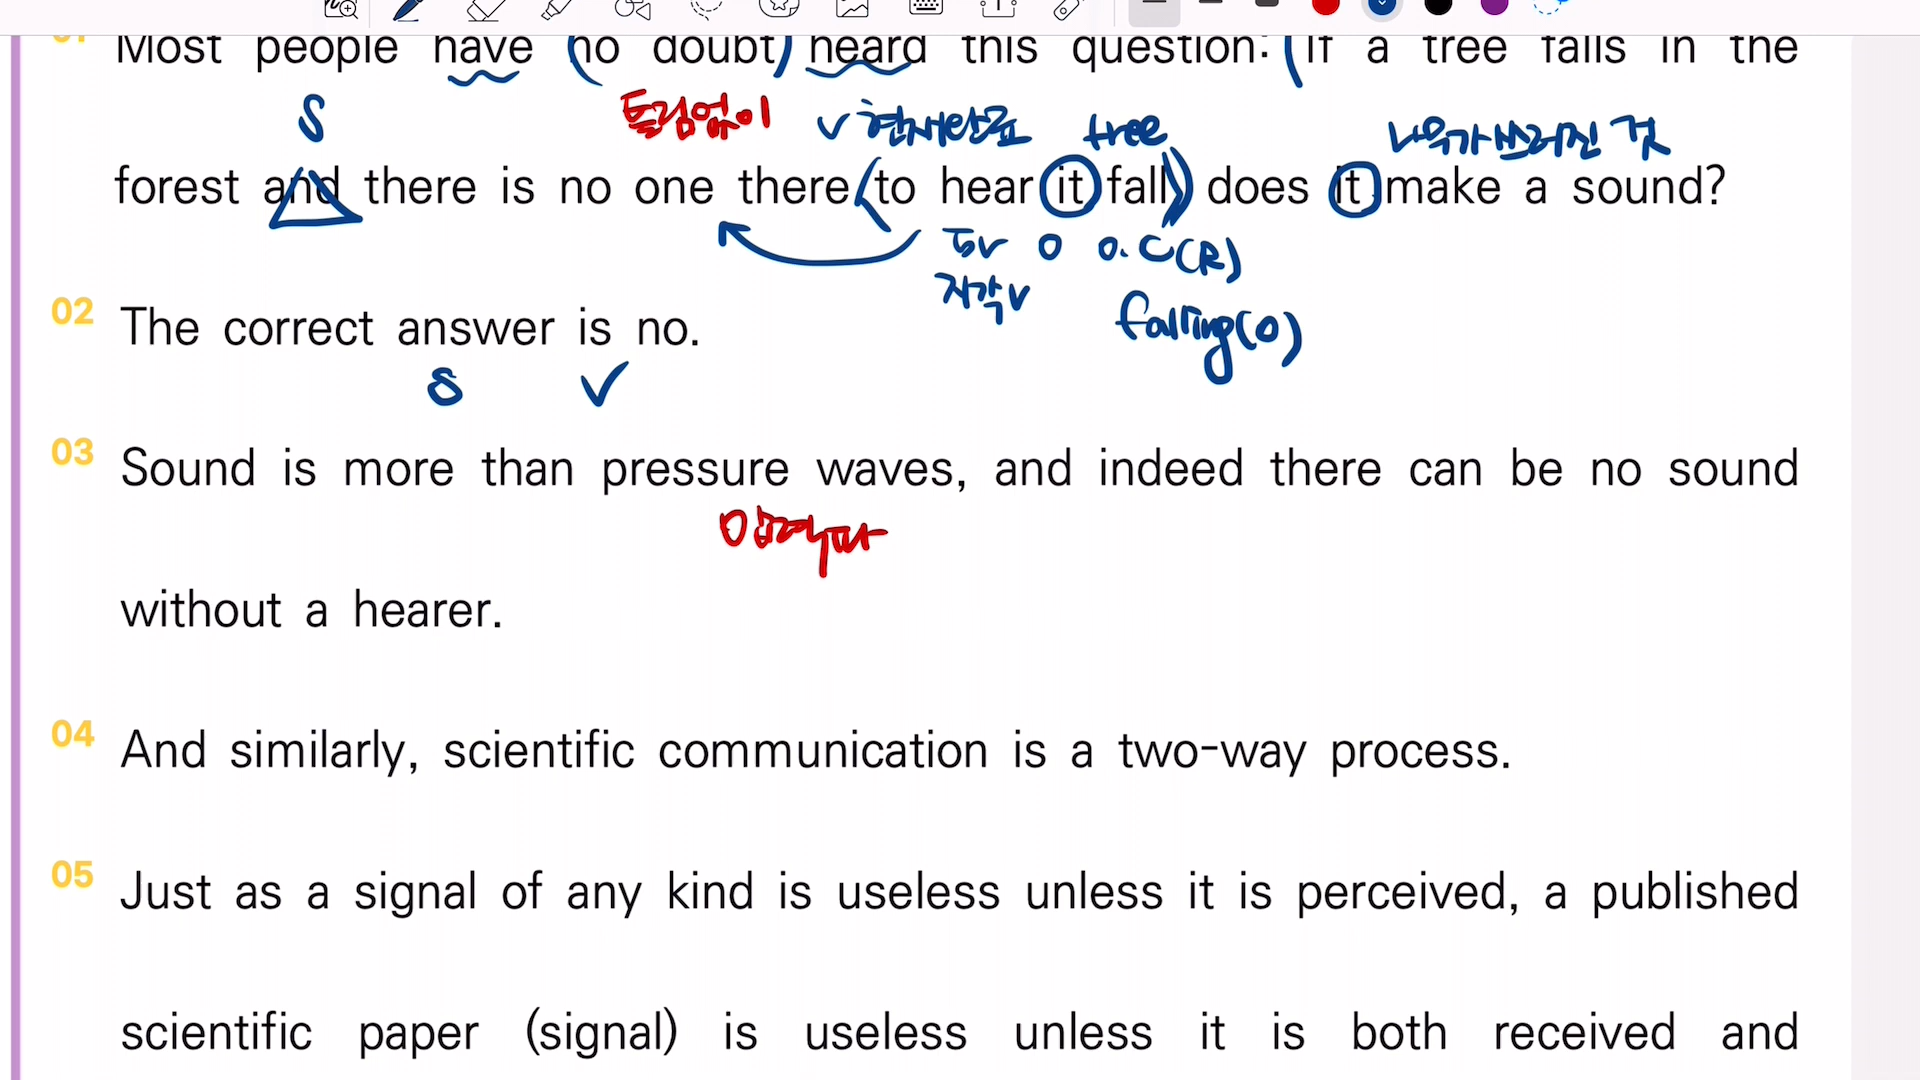 01 Most people have (no doubt) heard this question: (If a tree falls in the
S 틀림없이 v 현재완료 tree 나무가 쓰러진 것
forest and there is no one there (to hear it fall)) does it make a sound?
5v O O.C(R)
지각v falling(O)
02 The correct answer is no.
S V
03 Sound is more than pressure waves, and indeed there can be no sound
압력파
without a hearer.
04 And similarly, scientific communication is a two-way process.
05 Just as a signal of any kind is useless unless it is perceived, a published
scientific paper (signal) is useless unless it is both received and